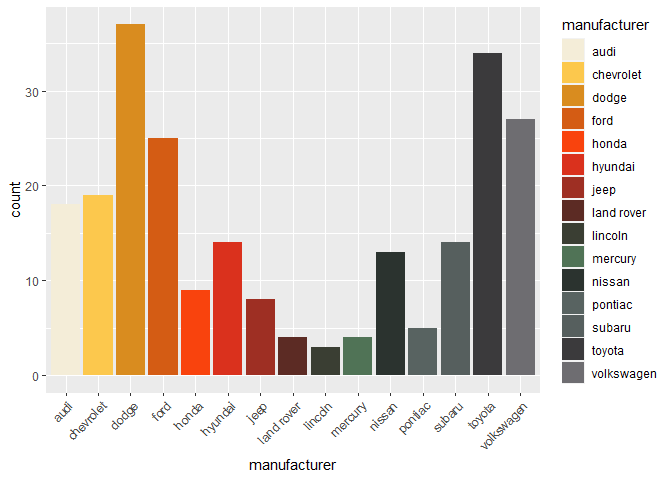 manufacturer
audi
chevrolet
dodge
ford
honda
hyundai
jeep
land rover
lincoln
mercury
nissan
pontiac
subaru
toyota
volkswagen
count
30
20
10
0
audi
chevrolet
dodge
ford
honda
hyundai
jeep
land rover
lincoln
mercury
nissan
pontiac
subaru
toyota
volkswagen
manufacturer